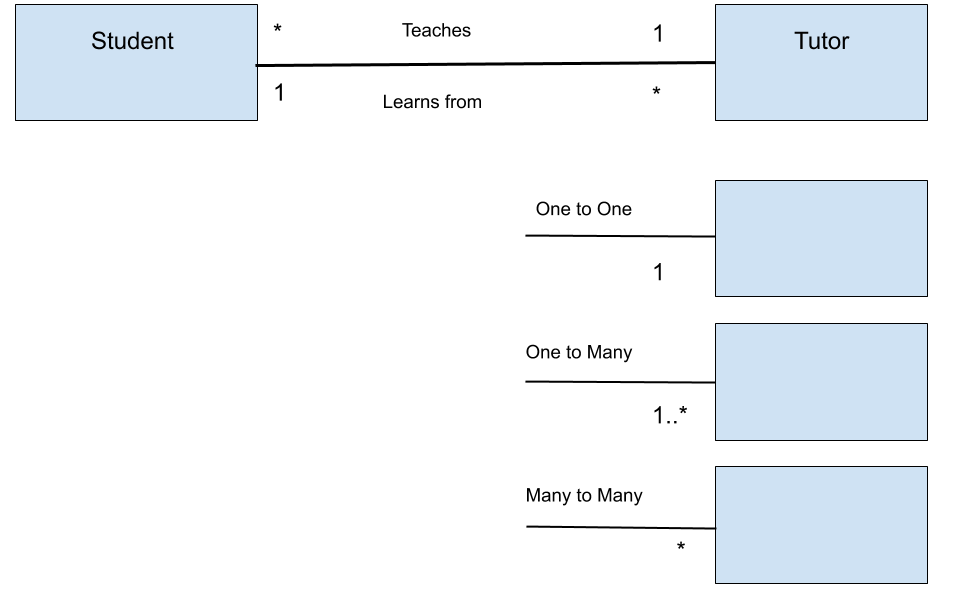 Student
*
Teaches
1
Tutor
1
Learns from
*
One to One
1
One to Many
1..*
Many to Many
*